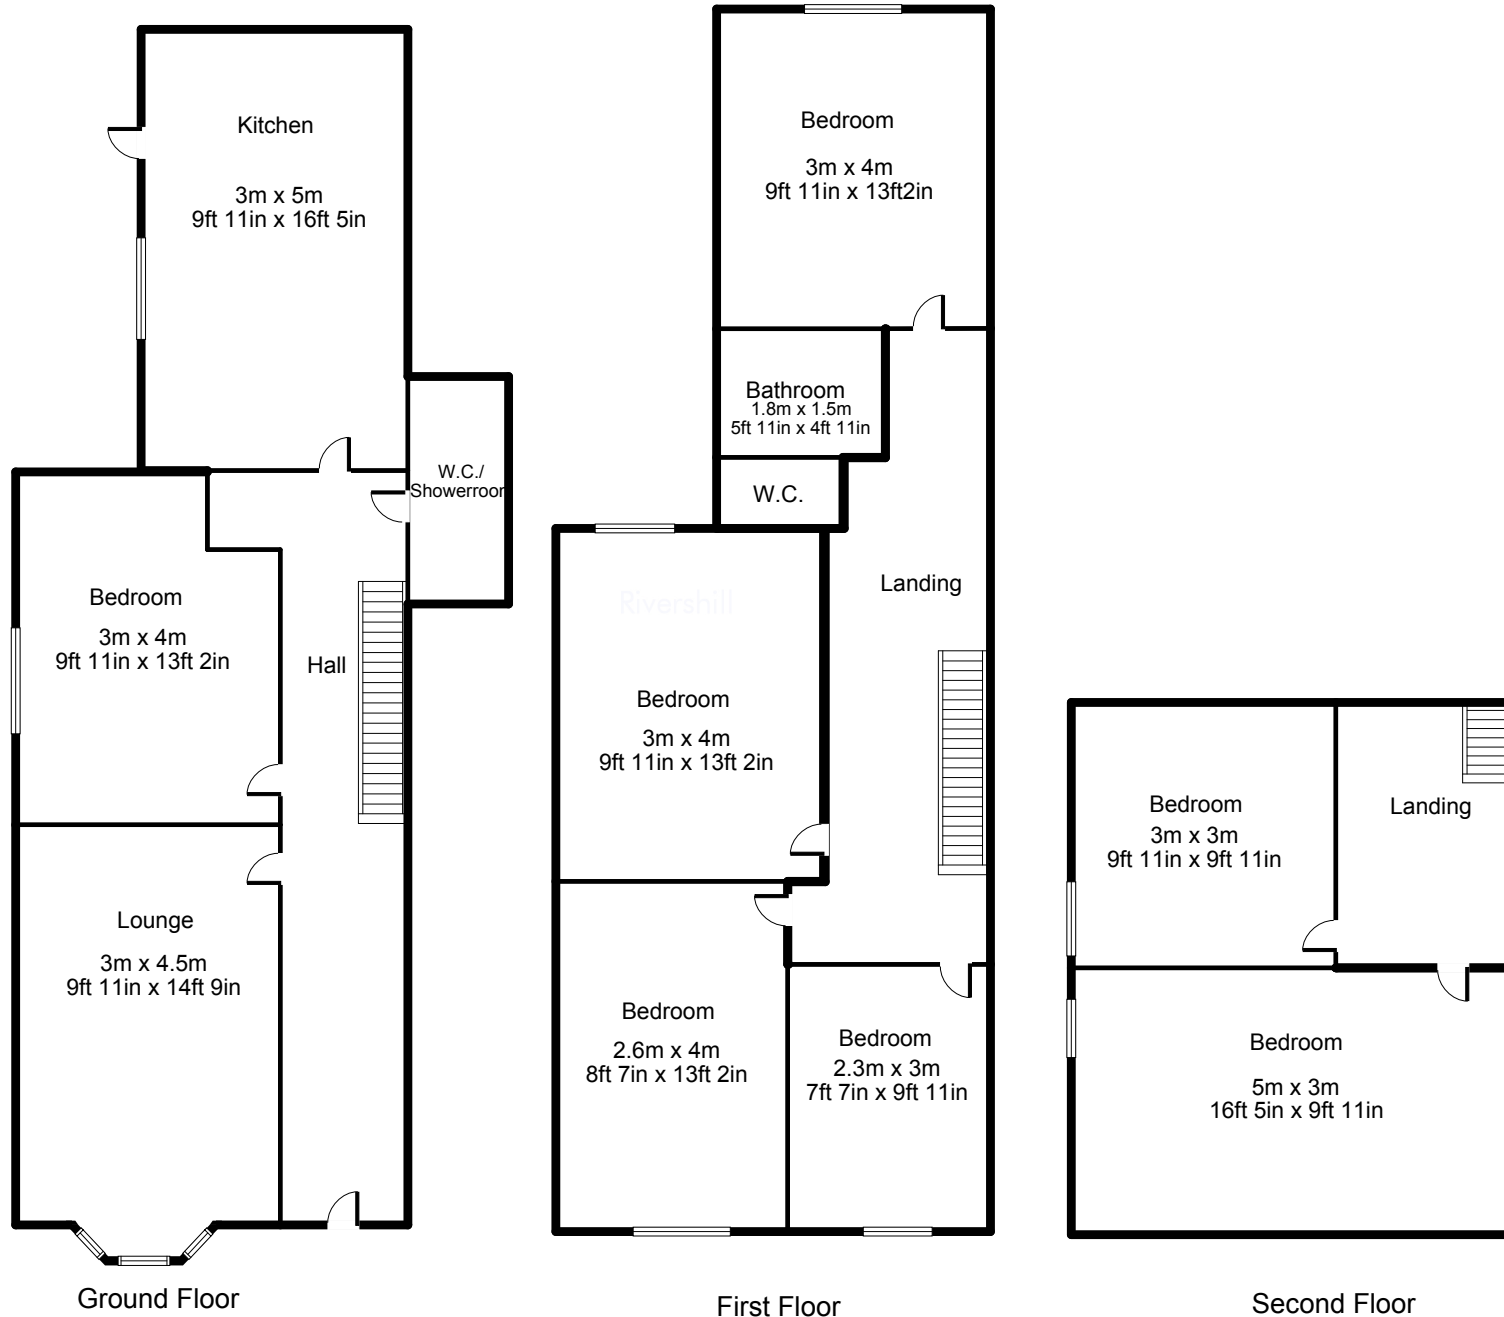 Kitchen
3m x 5m
9ft 11in x 16ft 5in
W.C./
Showerroor
Bedroom
3m x 4m
9ft 11in x 13ft 2in
Hall
Lounge
3m x 4.5m
9ft 11in x 14ft 9in
Ground Floor
Bedroom
3m x 4m
9ft 11in x 13ft2in
Bathroom
1.8m x 1.5m
5ft 11in x 4ft 11in
W.C.
Landing
Rivershill
Bedroom
3m x 4m
9ft 11in x 13ft 2in
Bedroom
2.6m x 4m
8ft 7in x 13ft 2in
Bedroom
2.3m x 3m
7ft 7in x 9ft 11in
First Floor
Bedroom
3m x 3m
9ft 11in x 9ft 11in
Landing
Bedroom
5m x 3m
16ft 5in x 9ft 11in
Second Floor